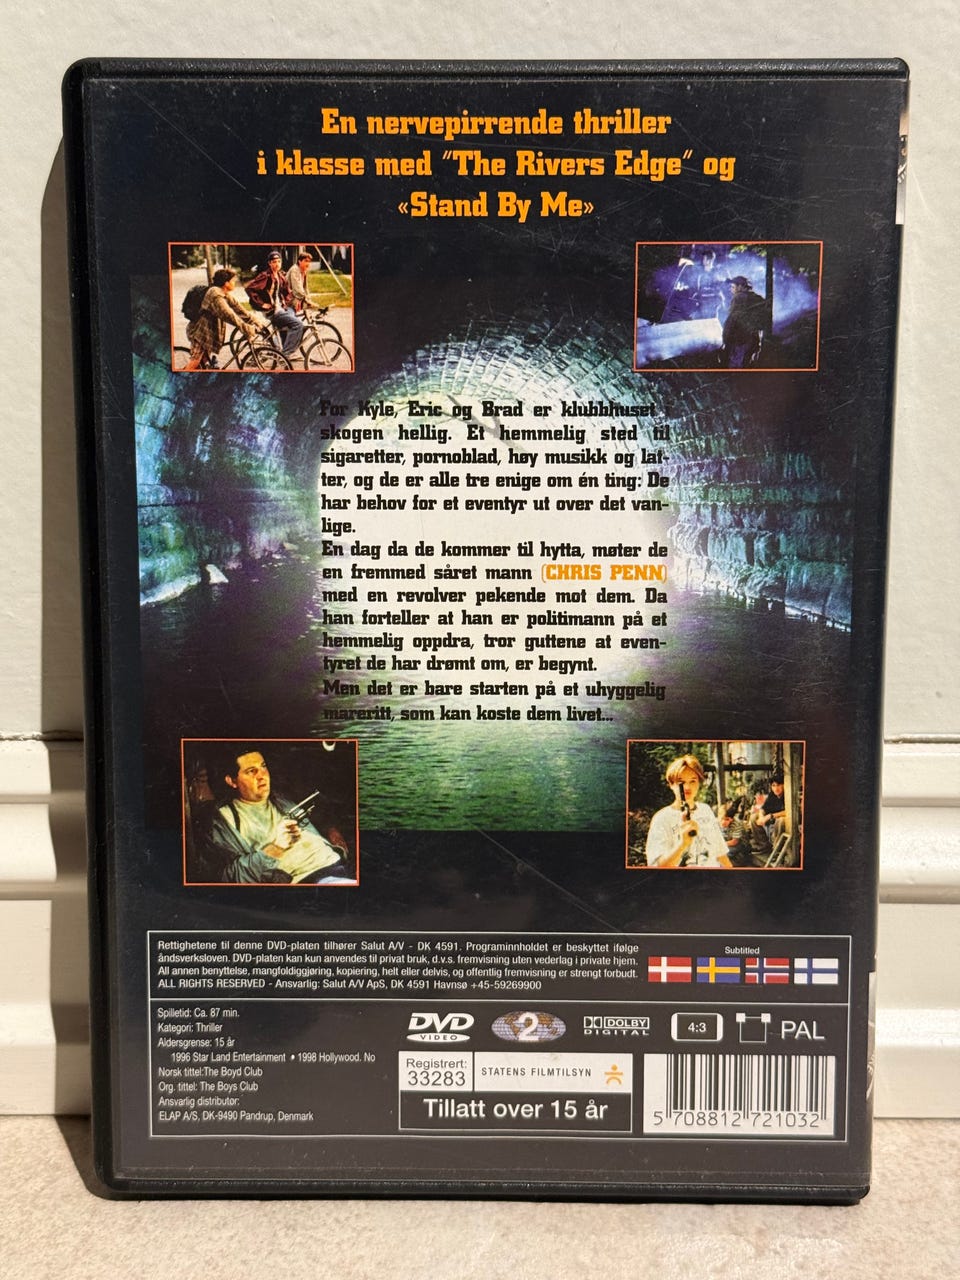 En nervepirrende thriller
i klasse med "The Rivers Edge" og
«Stand By Me»
For Kyle, Eric og Brad er klubbhuset i
skogen hellig. Et hemmelig sted til
sigaretter, pornoblad, høy musikk og lat-
ter, og de er alle tre enige om én ting: De
har behov for et eventyr ut over det van-
lige.
En dag da de kommer til hytta, møter de
en fremmed såret mann (CHRIS PENN)
med en revolver pekende mot dem. Da
han forteller at han er politimann på et
hemmelig oppdra, tror guttene at even-
tyret de har drømt om, er begynt.
Men det er bare starten på et uhyggelig
mareritt, som kan koste dem livet...
Rettighetene til denne DVD-platen tilhører Salut A/V - DK 4591. Programinnholdet er beskyttet ifølge
åndsverksloven. DVD-platen kan kun anvendes til privat bruk, d.v.s. fremvisning uten vederlag i private hjem.
All annen benyttelse, mangfoldiggjøring, kopiering, helt eller delvis, og offentlig fremvisning er strengt forbudt.
ALL RIGHTS RESERVED - Ansvarlig: Salut A/V ApS, DK 4591 Havnsø +45-59269900
Subtitled
Spilletid: Ca. 87 min.
Kategori: Thriller
Aldersgrense: 15 år
1996 Star Land Entertainment • 1998 Hollywood. No
Norsk tittel:The Boyd Club
Org. tittel: The Boys Club
Ansvarlig distributør:
ELAP A/S, DK-9490 Pandrup, Denmark
DVD
VIDEO
2
DOLBY
DIGITAL
4:3
PAL
Registrert:
33283
STATENS FILMTILSYN
Tillatt over 15 år
5 708812 721032